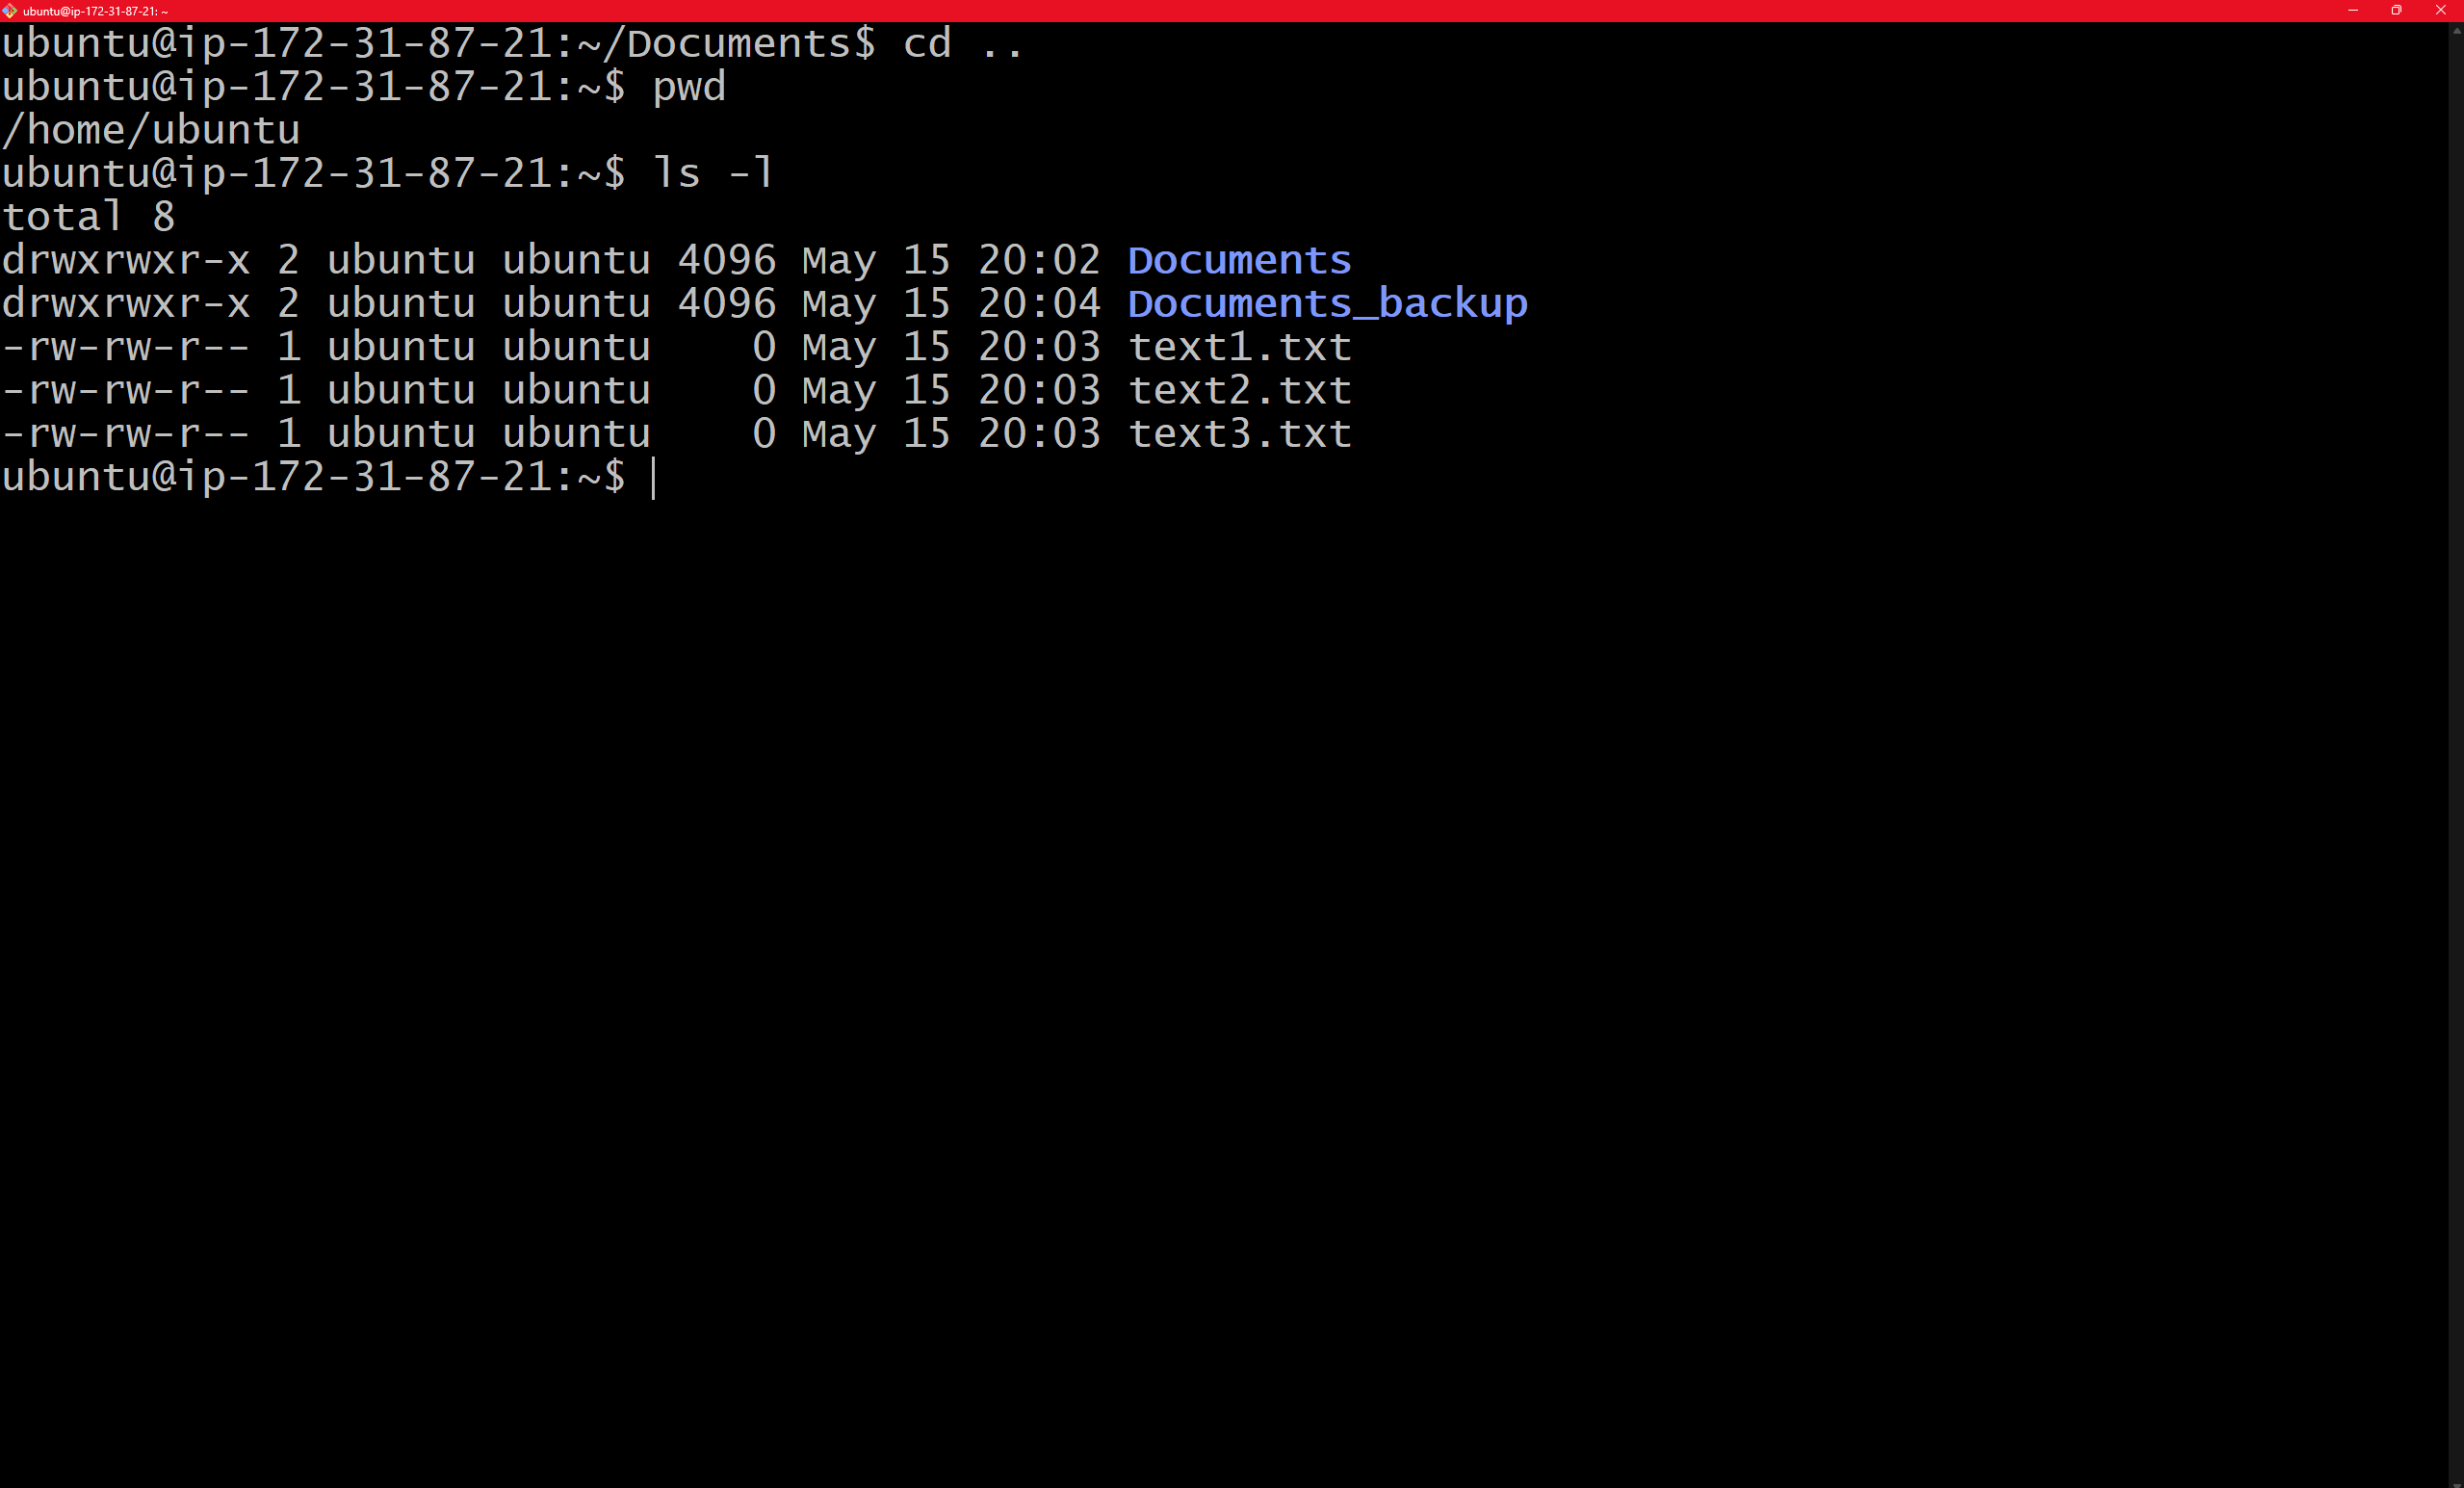 ubuntu@ip-172-31-87-21: ~
ubuntu@ip-172-31-87-21:~/Documents$ cd ..
ubuntu@ip-172-31-87-21:~$ pwd
/home/ubuntu
ubuntu@ip-172-31-87-21:~$ ls -l
total 8
drwxrwxr-x 2 ubuntu ubuntu 4096 May 15 20:02 Documents
drwxrwxr-x 2 ubuntu ubuntu 4096 May 15 20:04 Documents_backup
-rw-rw-r-- 1 ubuntu ubuntu    0 May 15 20:03 text1.txt
-rw-rw-r-- 1 ubuntu ubuntu    0 May 15 20:03 text2.txt
-rw-rw-r-- 1 ubuntu ubuntu    0 May 15 20:03 text3.txt
ubuntu@ip-172-31-87-21:~$